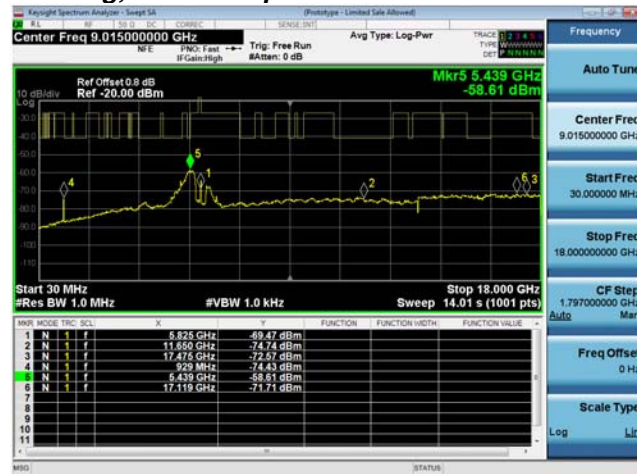 Keysight Spectrum Analyzer - Swept SA
(Prototype - Limited Sale Allowed)
RL RF 50 Ω DC CORREC SENSE:INT
Center Freq 9.015000000 GHz
NFE
PNO: Fast
IFGain:High
Trig: Free Run
#Atten: 0 dB
Avg Type: Log-Pwr
TRACE 1 2 3 4 5 6
TYPE
DET P N N N N N
Ref Offset 0.8 dB
10 dB/div Ref -20.00 dBm
Log
Mkr5 5.439 GHz
-58.61 dBm
-30.0
-40.0
-50.0
-60.0
-70.0
-80.0
-90.0
-100
-110
4
5
1
2
6 3
Start 30 MHz
Stop 18.000 GHz
#Res BW 1.0 MHz #VBW 1.0 kHz Sweep 14.01 s (1001 pts)
MKR MODE TRC SCL X Y FUNCTION FUNCTION WIDTH FUNCTION VALUE
1 N 1 f 5.825 GHz -69.47 dBm
2 N 1 f 11.650 GHz -74.74 dBm
3 N 1 f 17.475 GHz -72.57 dBm
4 N 1 f 929 MHz -74.43 dBm
5 N 1 f 5.439 GHz -58.61 dBm
6 N 1 f 17.119 GHz -71.71 dBm
7
8
9
10
11
MSG STATUS
Frequency
Auto Tune
Center Freq
9.015000000 GHz
Start Freq
30.000000 MHz
Stop Freq
18.000000000 GHz
CF Step
1.797000000 GHz
Auto Man
Freq Offset
0 Hz
Scale Type
Log Lin